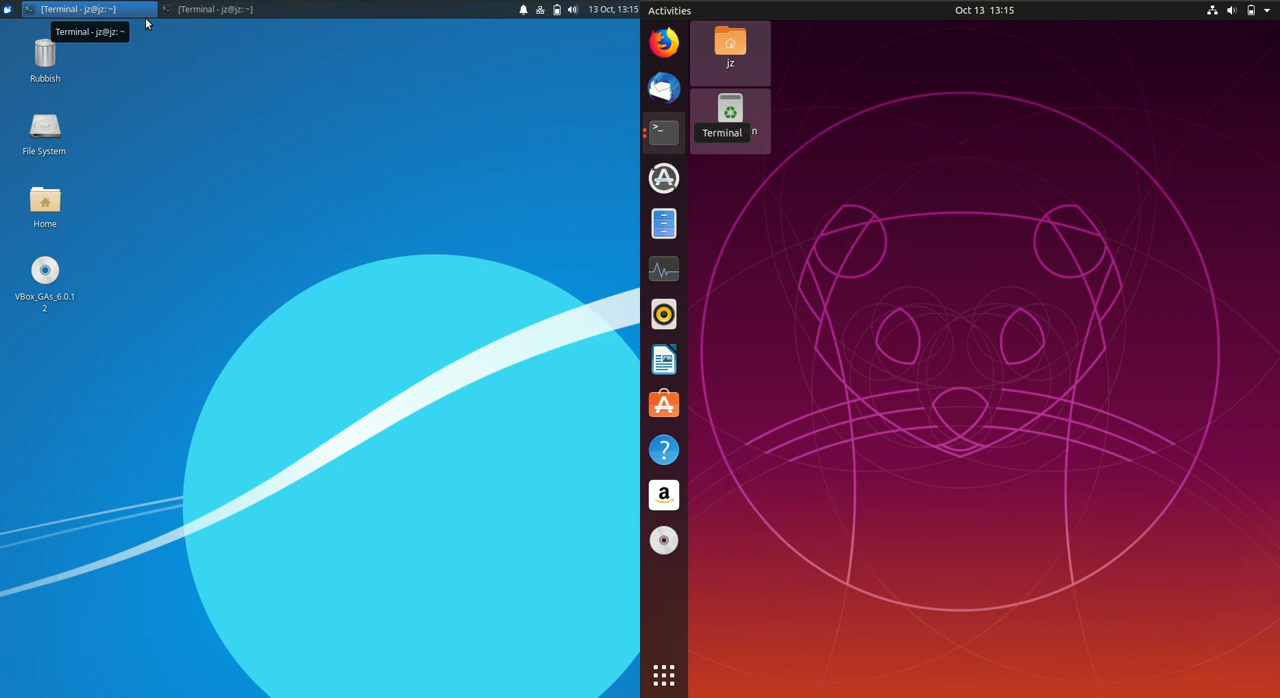 [Terminal - jz@jz: ~]
[Terminal - jz@jz: ~]
13 Oct, 13:15
Terminal - jz@jz: ~
Rubbish
File System
Home
VBox_GAs_6.0.1
2
Activities
Oct 13 13:15
jz
Terminal
n
>_
?
a